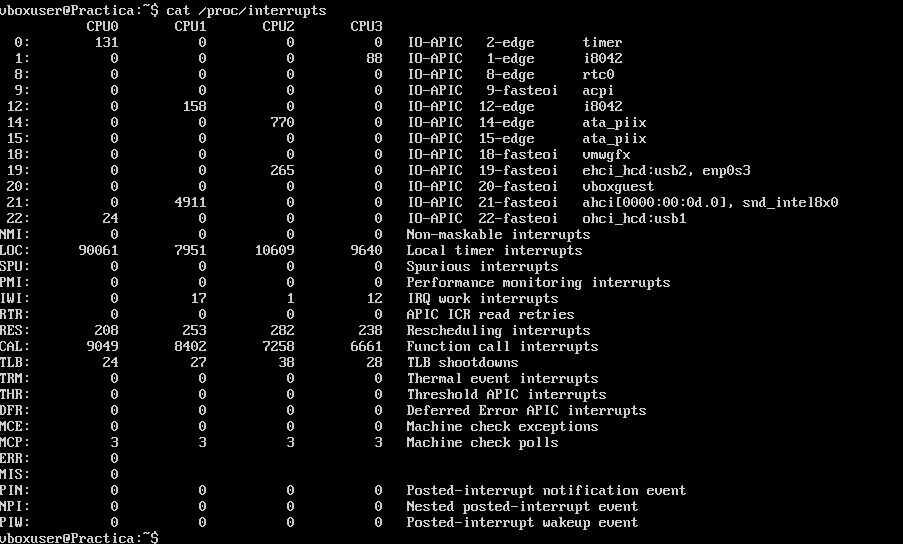 vboxuser@Practica:~$ cat /proc/interrupts
           CPU0       CPU1       CPU2       CPU3
  0:        131          0          0          0   IO-APIC   2-edge      timer
  1:          0          0          0         88   IO-APIC   1-edge      i8042
  8:          0          0          0          0   IO-APIC   8-edge      rtc0
  9:          0          0          0          0   IO-APIC   9-fasteoi   acpi
 12:          0        158          0          0   IO-APIC  12-edge      i8042
 14:          0          0        770          0   IO-APIC  14-edge      ata_piix
 15:          0          0          0          0   IO-APIC  15-edge      ata_piix
 18:          0          0          0          0   IO-APIC  18-fasteoi   vmwgfx
 19:          0          0        265          0   IO-APIC  19-fasteoi   ehci_hcd:usb2, enp0s3
 20:          0          0          0          0   IO-APIC  20-fasteoi   vboxguest
 21:          0       4911          0          0   IO-APIC  21-fasteoi   ahci[0000:00:0d.0], snd_intel8x0
 22:         24          0          0          0   IO-APIC  22-fasteoi   ohci_hcd:usb1
NMI:          0          0          0          0   Non-maskable interrupts
LOC:      90061       7951      10609       9640   Local timer interrupts
SPU:          0          0          0          0   Spurious interrupts
PMI:          0          0          0          0   Performance monitoring interrupts
IWI:          0         17          1         12   IRQ work interrupts
RTR:          0          0          0          0   APIC ICR read retries
RES:        208        253        282        238   Rescheduling interrupts
CAL:       9049       8402       7258       6661   Function call interrupts
TLB:         24         27         38         28   TLB shootdowns
TRM:          0          0          0          0   Thermal event interrupts
THR:          0          0          0          0   Threshold APIC interrupts
DFR:          0          0          0          0   Deferred Error APIC interrupts
MCE:          0          0          0          0   Machine check exceptions
MCP:          3          3          3          3   Machine check polls
ERR:          0
MIS:          0
PIN:          0          0          0          0   Posted-interrupt notification event
NPI:          0          0          0          0   Nested posted-interrupt event
PIW:          0          0          0          0   Posted-interrupt wakeup event
vboxuser@Practica:~$